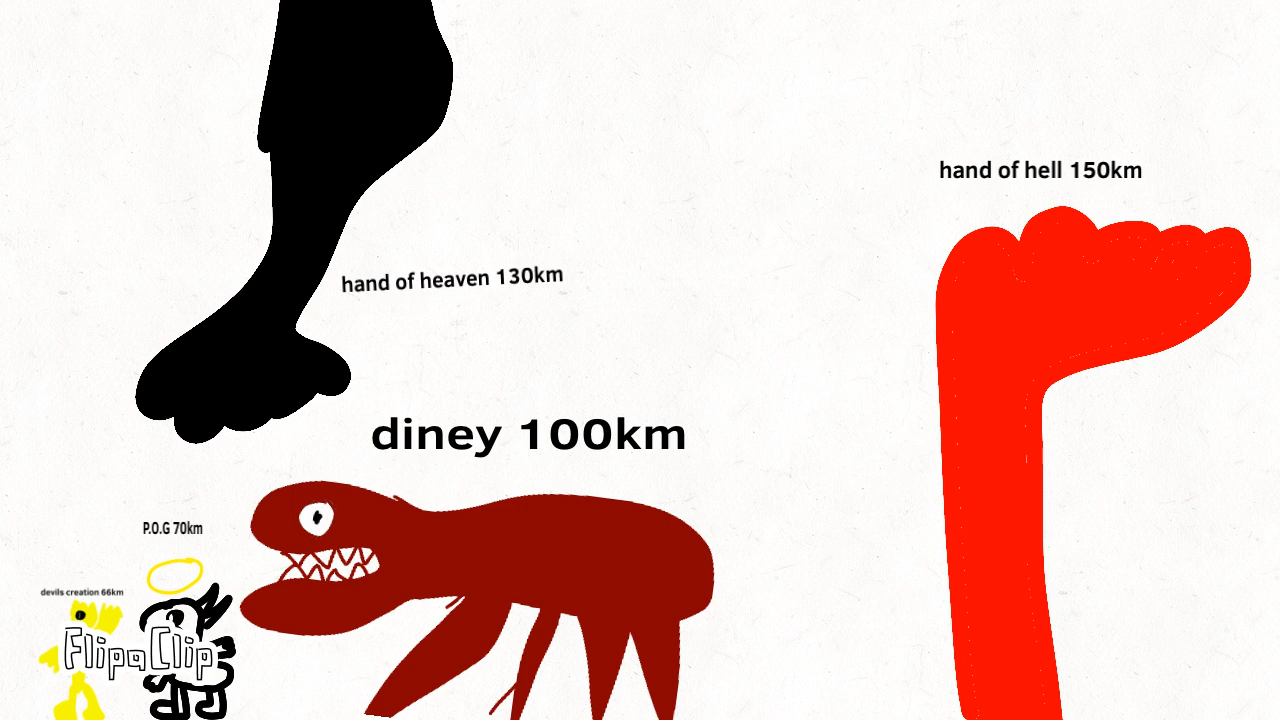 hand of hell 150km
hand of heaven 130km
diney 100km
P.O.G 70km
devils creation 66km
FlipaClip